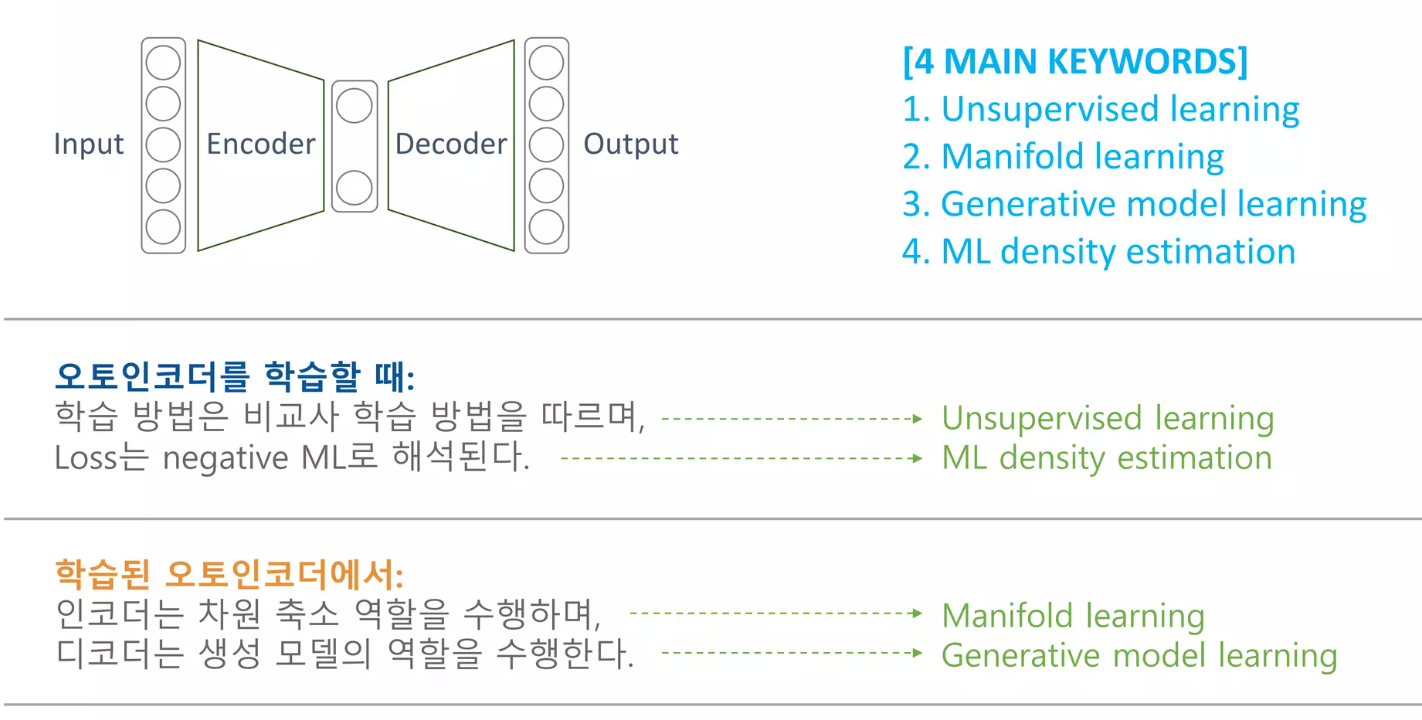 Input
Encoder
Decoder
Output
[4 MAIN KEYWORDS]
1. Unsupervised learning
2. Manifold learning
3. Generative model learning
4. ML density estimation
오토인코더를 학습할 때:
학습 방법은 비교사 학습 방법을 따르며,
Unsupervised learning
Loss는 negative ML로 해석된다.
ML density estimation
학습된 오토인코더에서:
인코더는 차원 축소 역할을 수행하며,
Manifold learning
디코더는 생성 모델의 역할을 수행한다.
Generative model learning